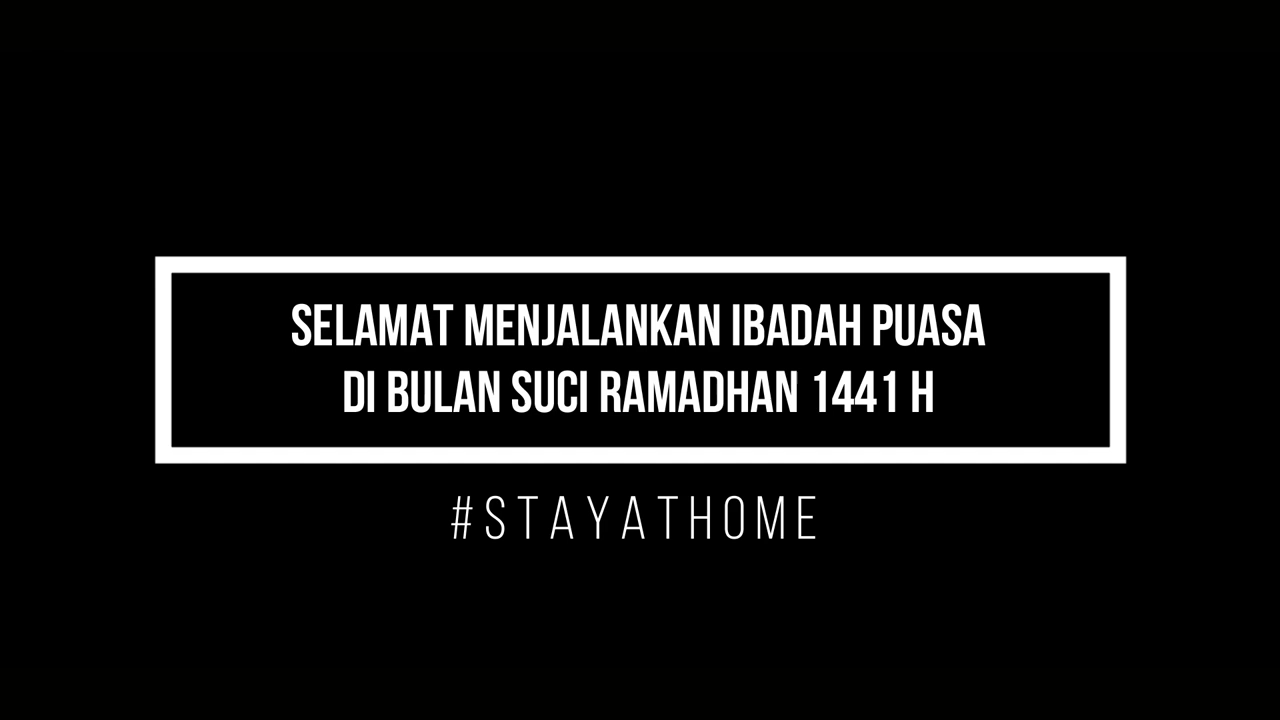 SELAMAT MENJALANKAN IBADAH PUASA
DI BULAN SUCI RAMADHAN 1441 H
#STAYATHOME